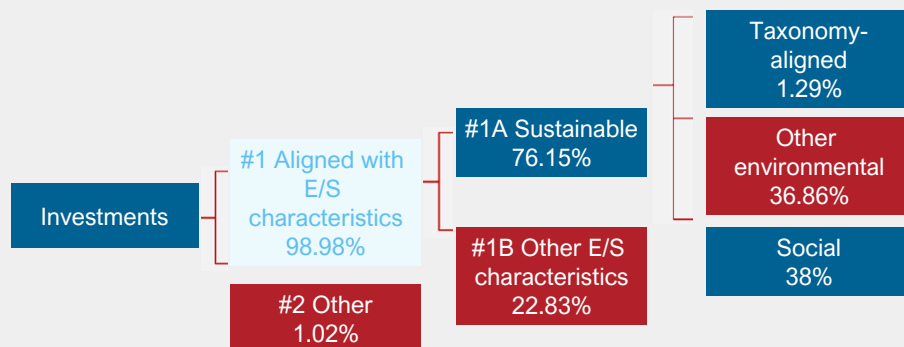 Investments
#1 Aligned with
E/S
characteristics
98.98%
#2 Other
1.02%
#1A Sustainable
76.15%
#1B Other E/S
characteristics
22.83%
Taxonomy-
aligned
1.29%
Other
environmental
36.86%
Social
38%